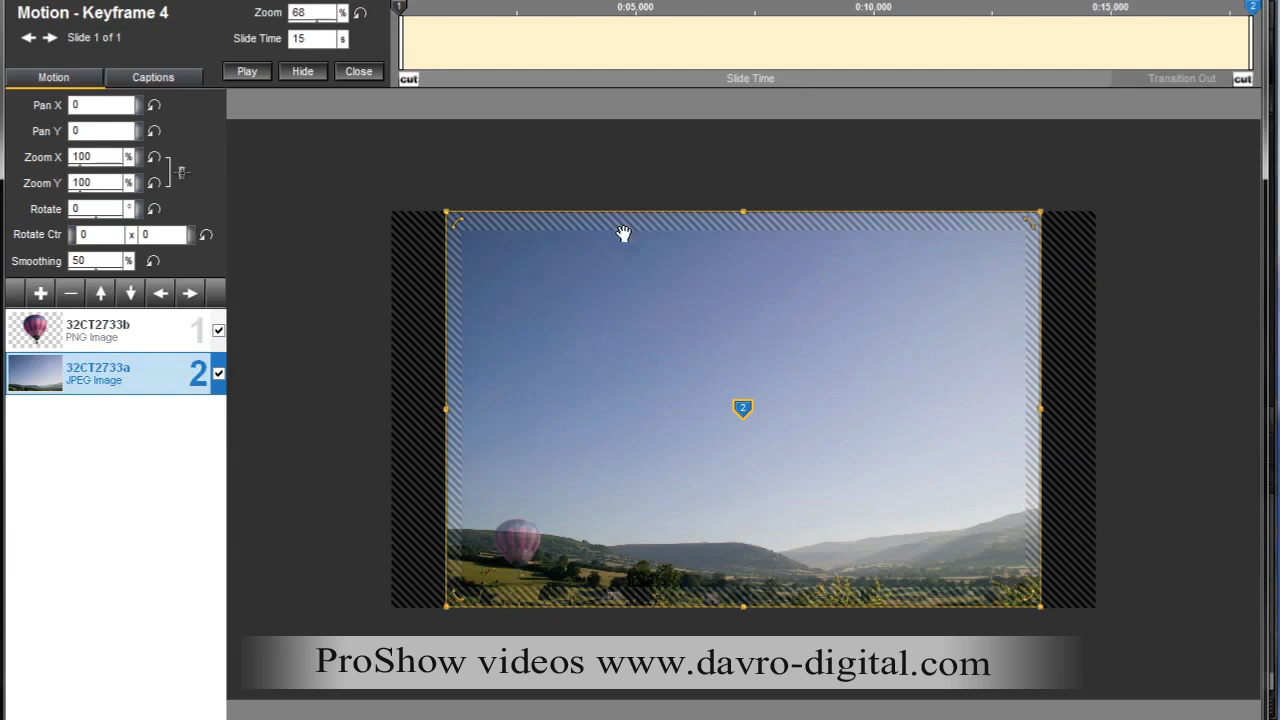 Motion - Keyframe 4
Slide 1 of 1
Zoom 68 %
Slide Time 15 s
Play Hide Close
Motion Captions
1 0:05,000 0:10,000 0:15,000 2
cut Slide Time Transition Out cut
Pan X 0
Pan Y 0
Zoom X 100 %
Zoom Y 100 %
Rotate 0 °
Rotate Ctr 0 x 0
Smoothing 50 %
32CT2733b 1
PNG Image
32CT2733a 2
JPEG Image
2
ProShow videos www.davro-digital.com